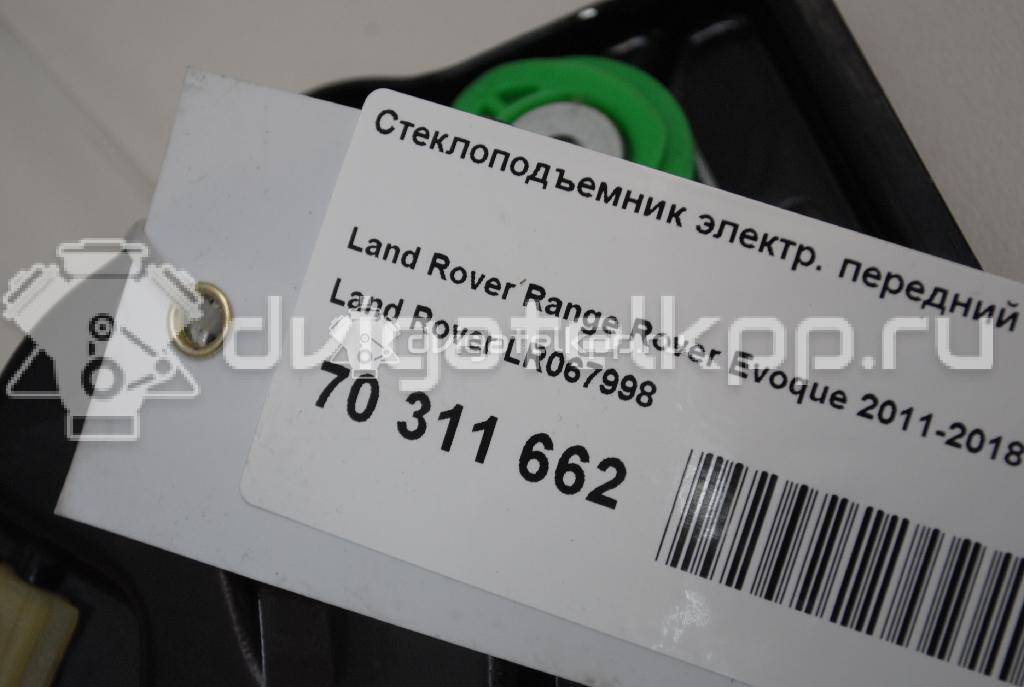 Стеклоподъемник электр. передний
Land Rover Range Rover Evoque 2011-2018
Land Rover LR067998
70 311 662
dvigatelkpp.ru